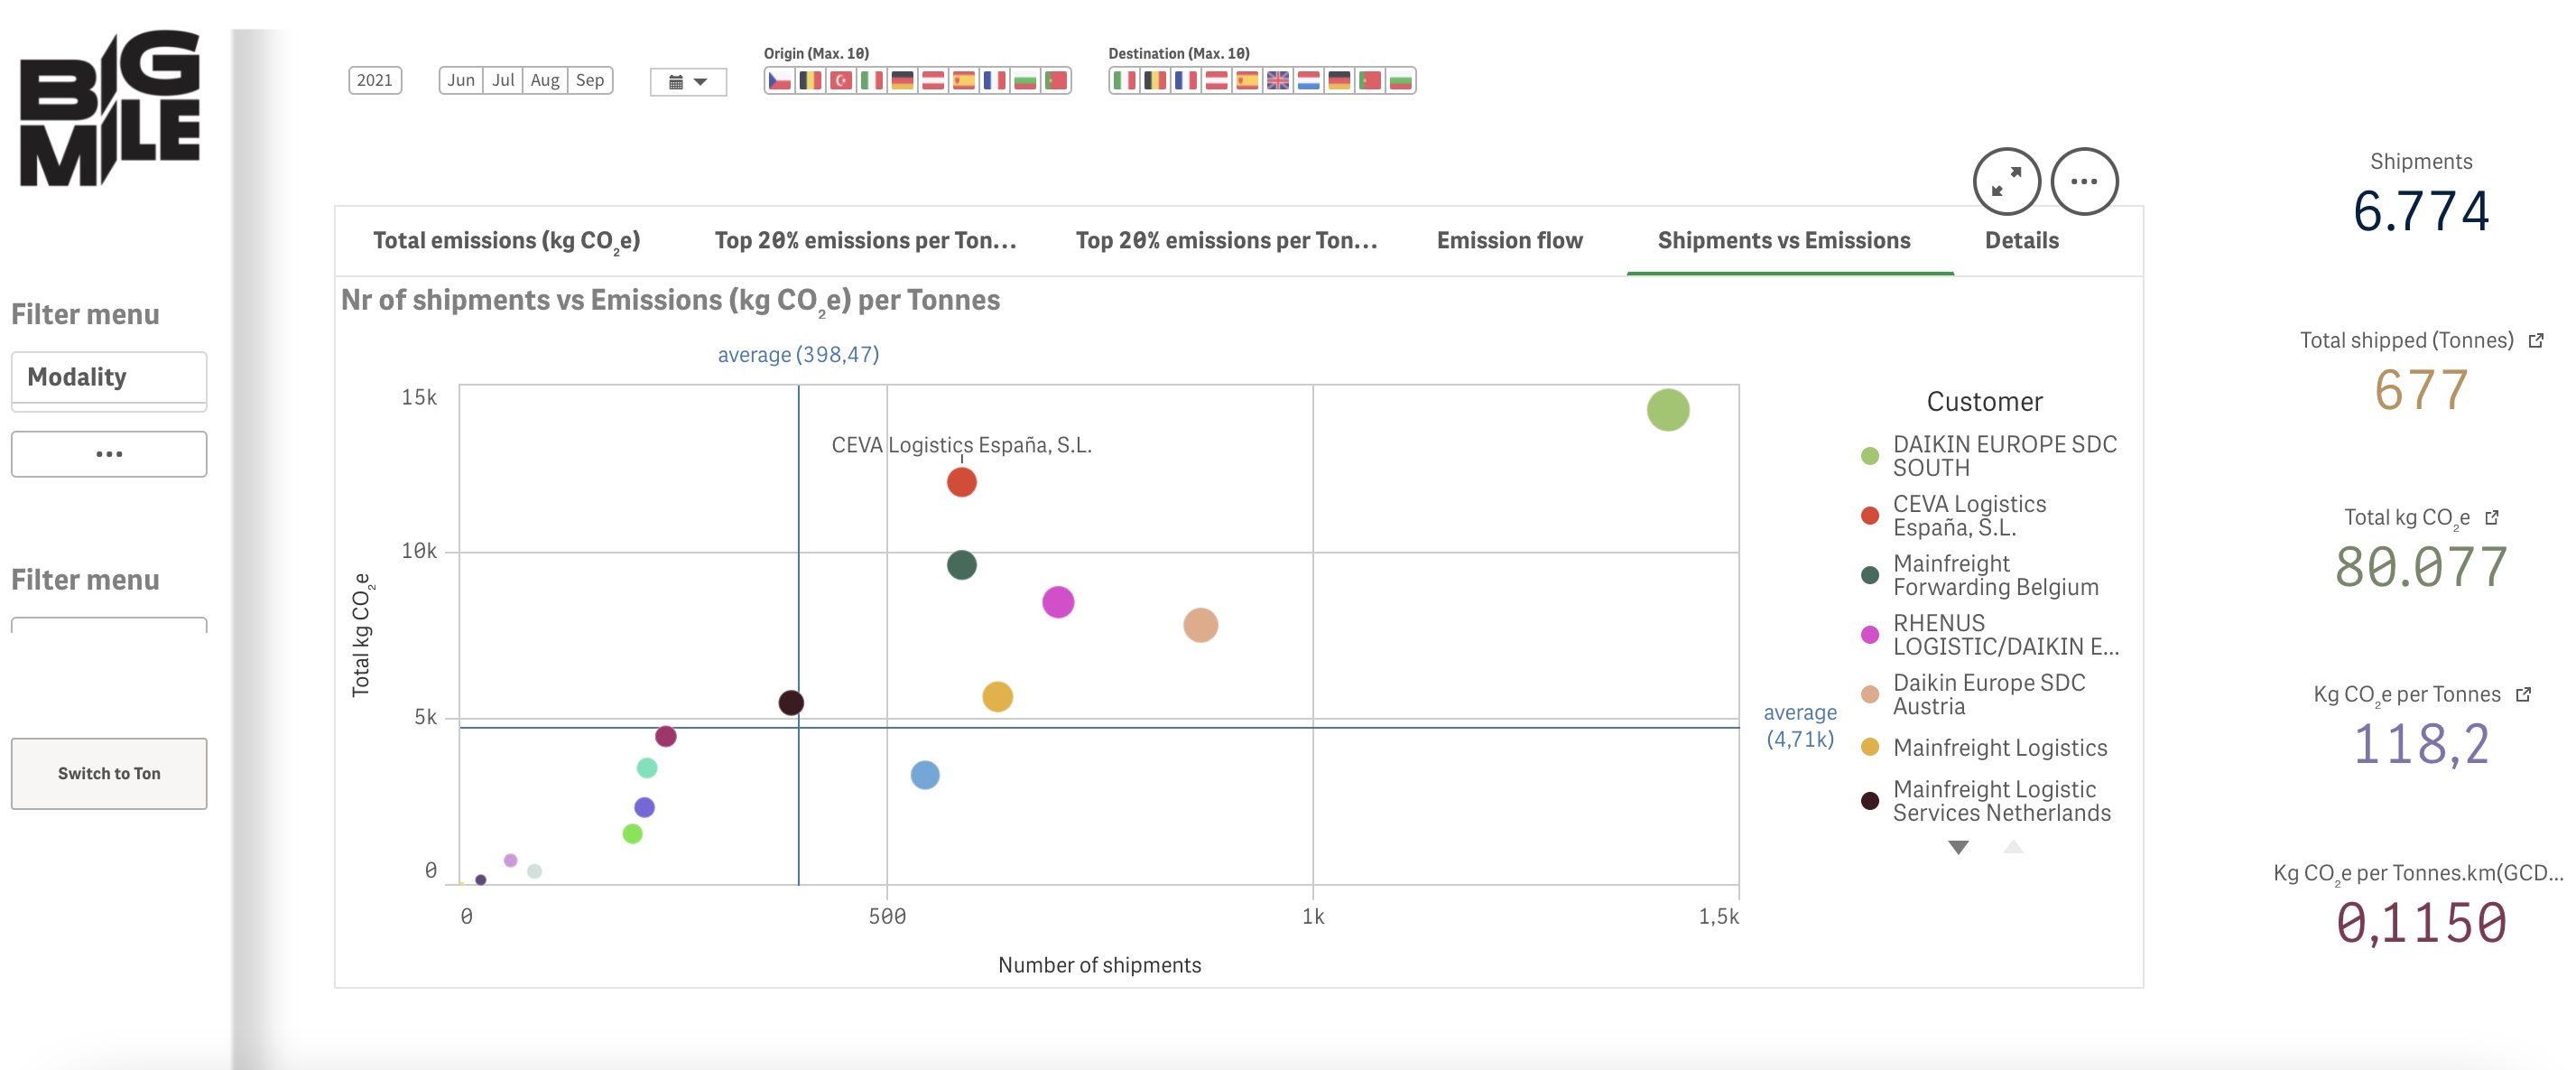 BIG
MILE
2021
Jun Jul Aug Sep
Origin (Max. 10)
Destination (Max. 10)
Filter menu
Modality
...
Filter menu
Switch to Ton
Total emissions (kg CO₂e)
Top 20% emissions per Ton...
Top 20% emissions per Ton...
Emission flow
Shipments vs Emissions
Details
Nr of shipments vs Emissions (kg CO₂e) per Tonnes
average (398,47)
15k
10k
5k
0
Total kg CO₂e
CEVA Logistics España, S.L.
average
(4,71k)
0
500
1k
1,5k
Number of shipments
Customer
DAIKIN EUROPE SDC
SOUTH
CEVA Logistics
España, S.L.
Mainfreight
Forwarding Belgium
RHENUS
LOGISTIC/DAIKIN E...
Daikin Europe SDC
Austria
Mainfreight Logistics
Mainfreight Logistic
Services Netherlands
Shipments
6.774
Total shipped (Tonnes)
677
Total kg CO₂e
80.077
Kg CO₂e per Tonnes
118,2
Kg CO₂e per Tonnes.km(GCD...
0,1150